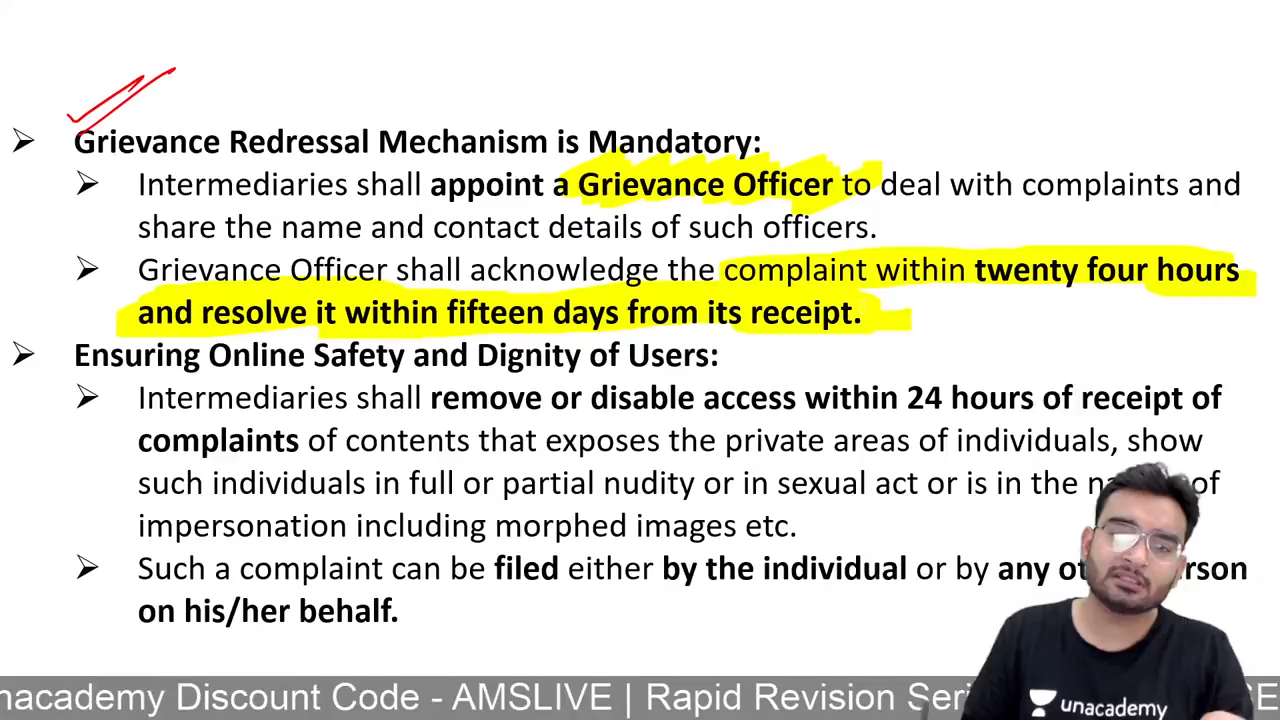 Grievance Redressal Mechanism is Mandatory:
Intermediaries shall appoint a Grievance Officer to deal with complaints and
share the name and contact details of such officers.
Grievance Officer shall acknowledge the complaint within twenty four hours
and resolve it within fifteen days from its receipt.
Ensuring Online Safety and Dignity of Users:
Intermediaries shall remove or disable access within 24 hours of receipt of
complaints of contents that exposes the private areas of individuals, show
such individuals in full or partial nudity or in sexual act or is in the of
impersonation including morphed images etc.
Such a complaint can be filed either by the individual or by any
on his/her behalf.
unacademy
Discount Code - AMSLIVE | Rapid Revision